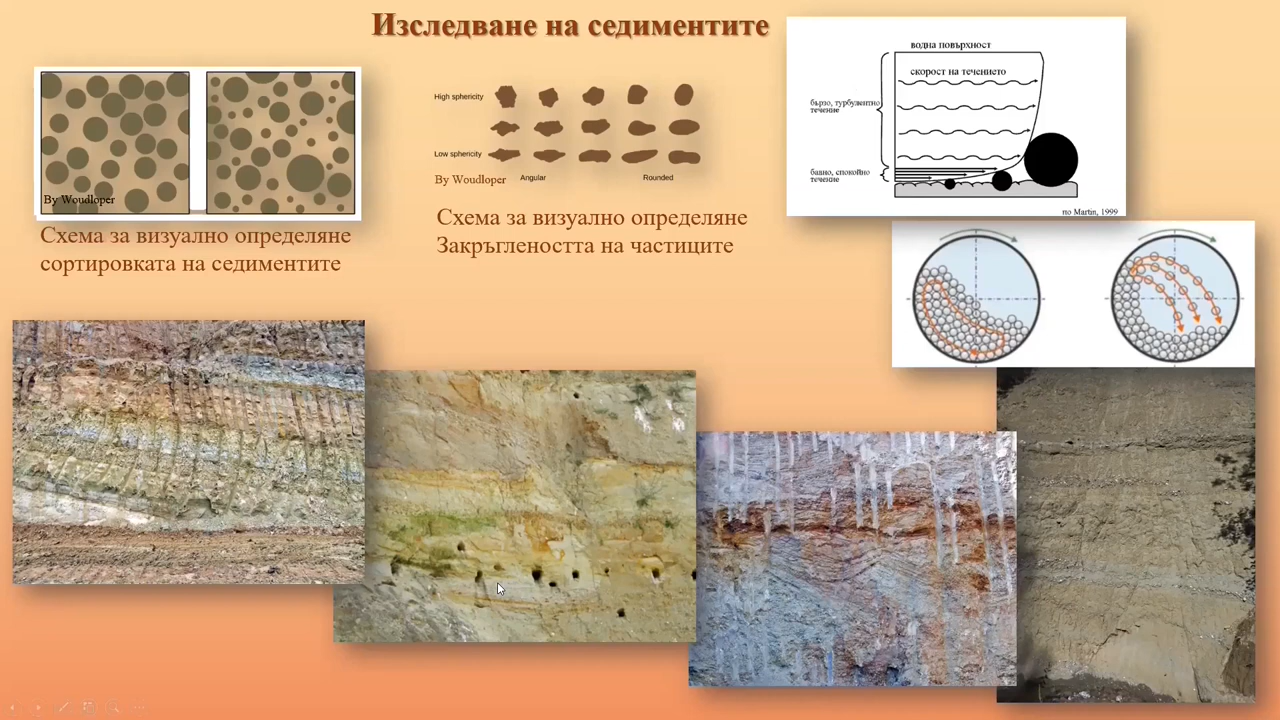 Изследване на седиментите
By Woudloper
Схема за визуално определяне
сортировката на седиментите
High sphericity
Low sphericity
By Woudloper
Angular
Rounded
Схема за визуално определяне
Закръглеността на частиците
водна повърхност
скорост на течението
бързо, турбулентно
течение
бавно, спокойно
течение
по Martin, 1999